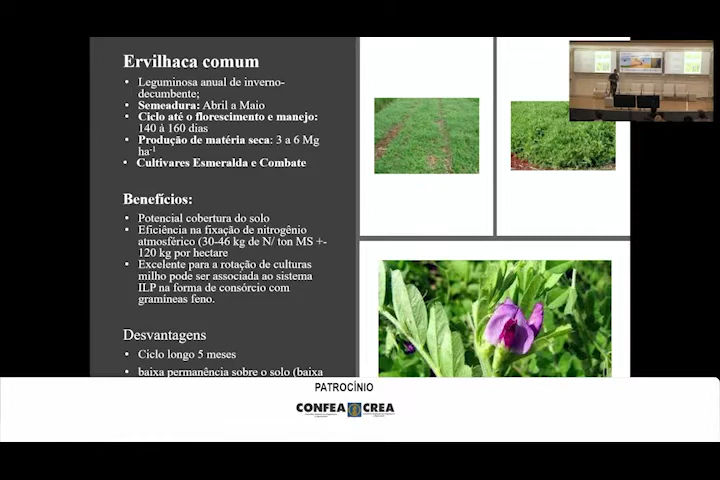 Ervilhaca comum
• Leguminosa anual de inverno-
decumbente;
• Semeadura: Abril a Maio
• Ciclo até o florescimento e manejo:
140 à 160 dias
• Produção de matéria seca: 3 a 6 Mg
ha-1
• Cultivares Esmeralda e Combate
Benefícios:
• Potencial cobertura do solo
• Eficiência na fixação de nitrogênio
atmosférico (30-46 kg de N/ ton MS +-
120 kg por hectare
• Excelente para a rotação de culturas
milho pode ser associada ao sistema
ILP na forma de consórcio com
gramíneas feno.
Desvantagens
• Ciclo longo 5 meses
• baixa permanência sobre o solo (baixa
PATROCÍNIO
CONFEA CREA